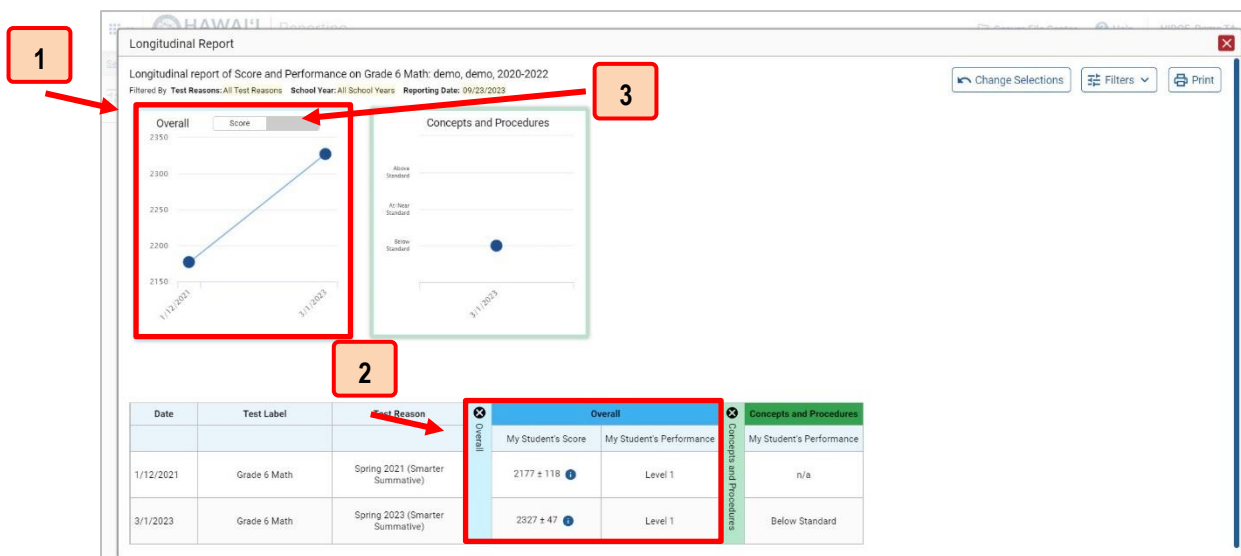 HAWAI'I Reporting
Secure File Center Help
Longitudinal Report
1
Longitudinal report of Score and Performance on Grade 6 Math: demo, demo, 2020-2022
Change Selections Filters Print
Filtered By Test Reasons: All Test Reasons School Year: All School Years Reporting Date: 09/23/2023
3
Overall Score
2350
2300
2250
2200
2150
1/12/2021
3/1/2023
Concepts and Procedures
Above
Standard
At/Near
Standard
Below
Standard
3/1/2023
2
Date Test Label Test Reason Overall Overall Concepts and Procedures Concepts and Procedures
My Student's Score My Student's Performance My Student's Performance
1/12/2021 Grade 6 Math Spring 2021 (Smarter
Summative) 2177 ± 118 Level 1 n/a
3/1/2023 Grade 6 Math Spring 2023 (Smarter
Summative) 2327 ± 47 Level 1 Below Standard